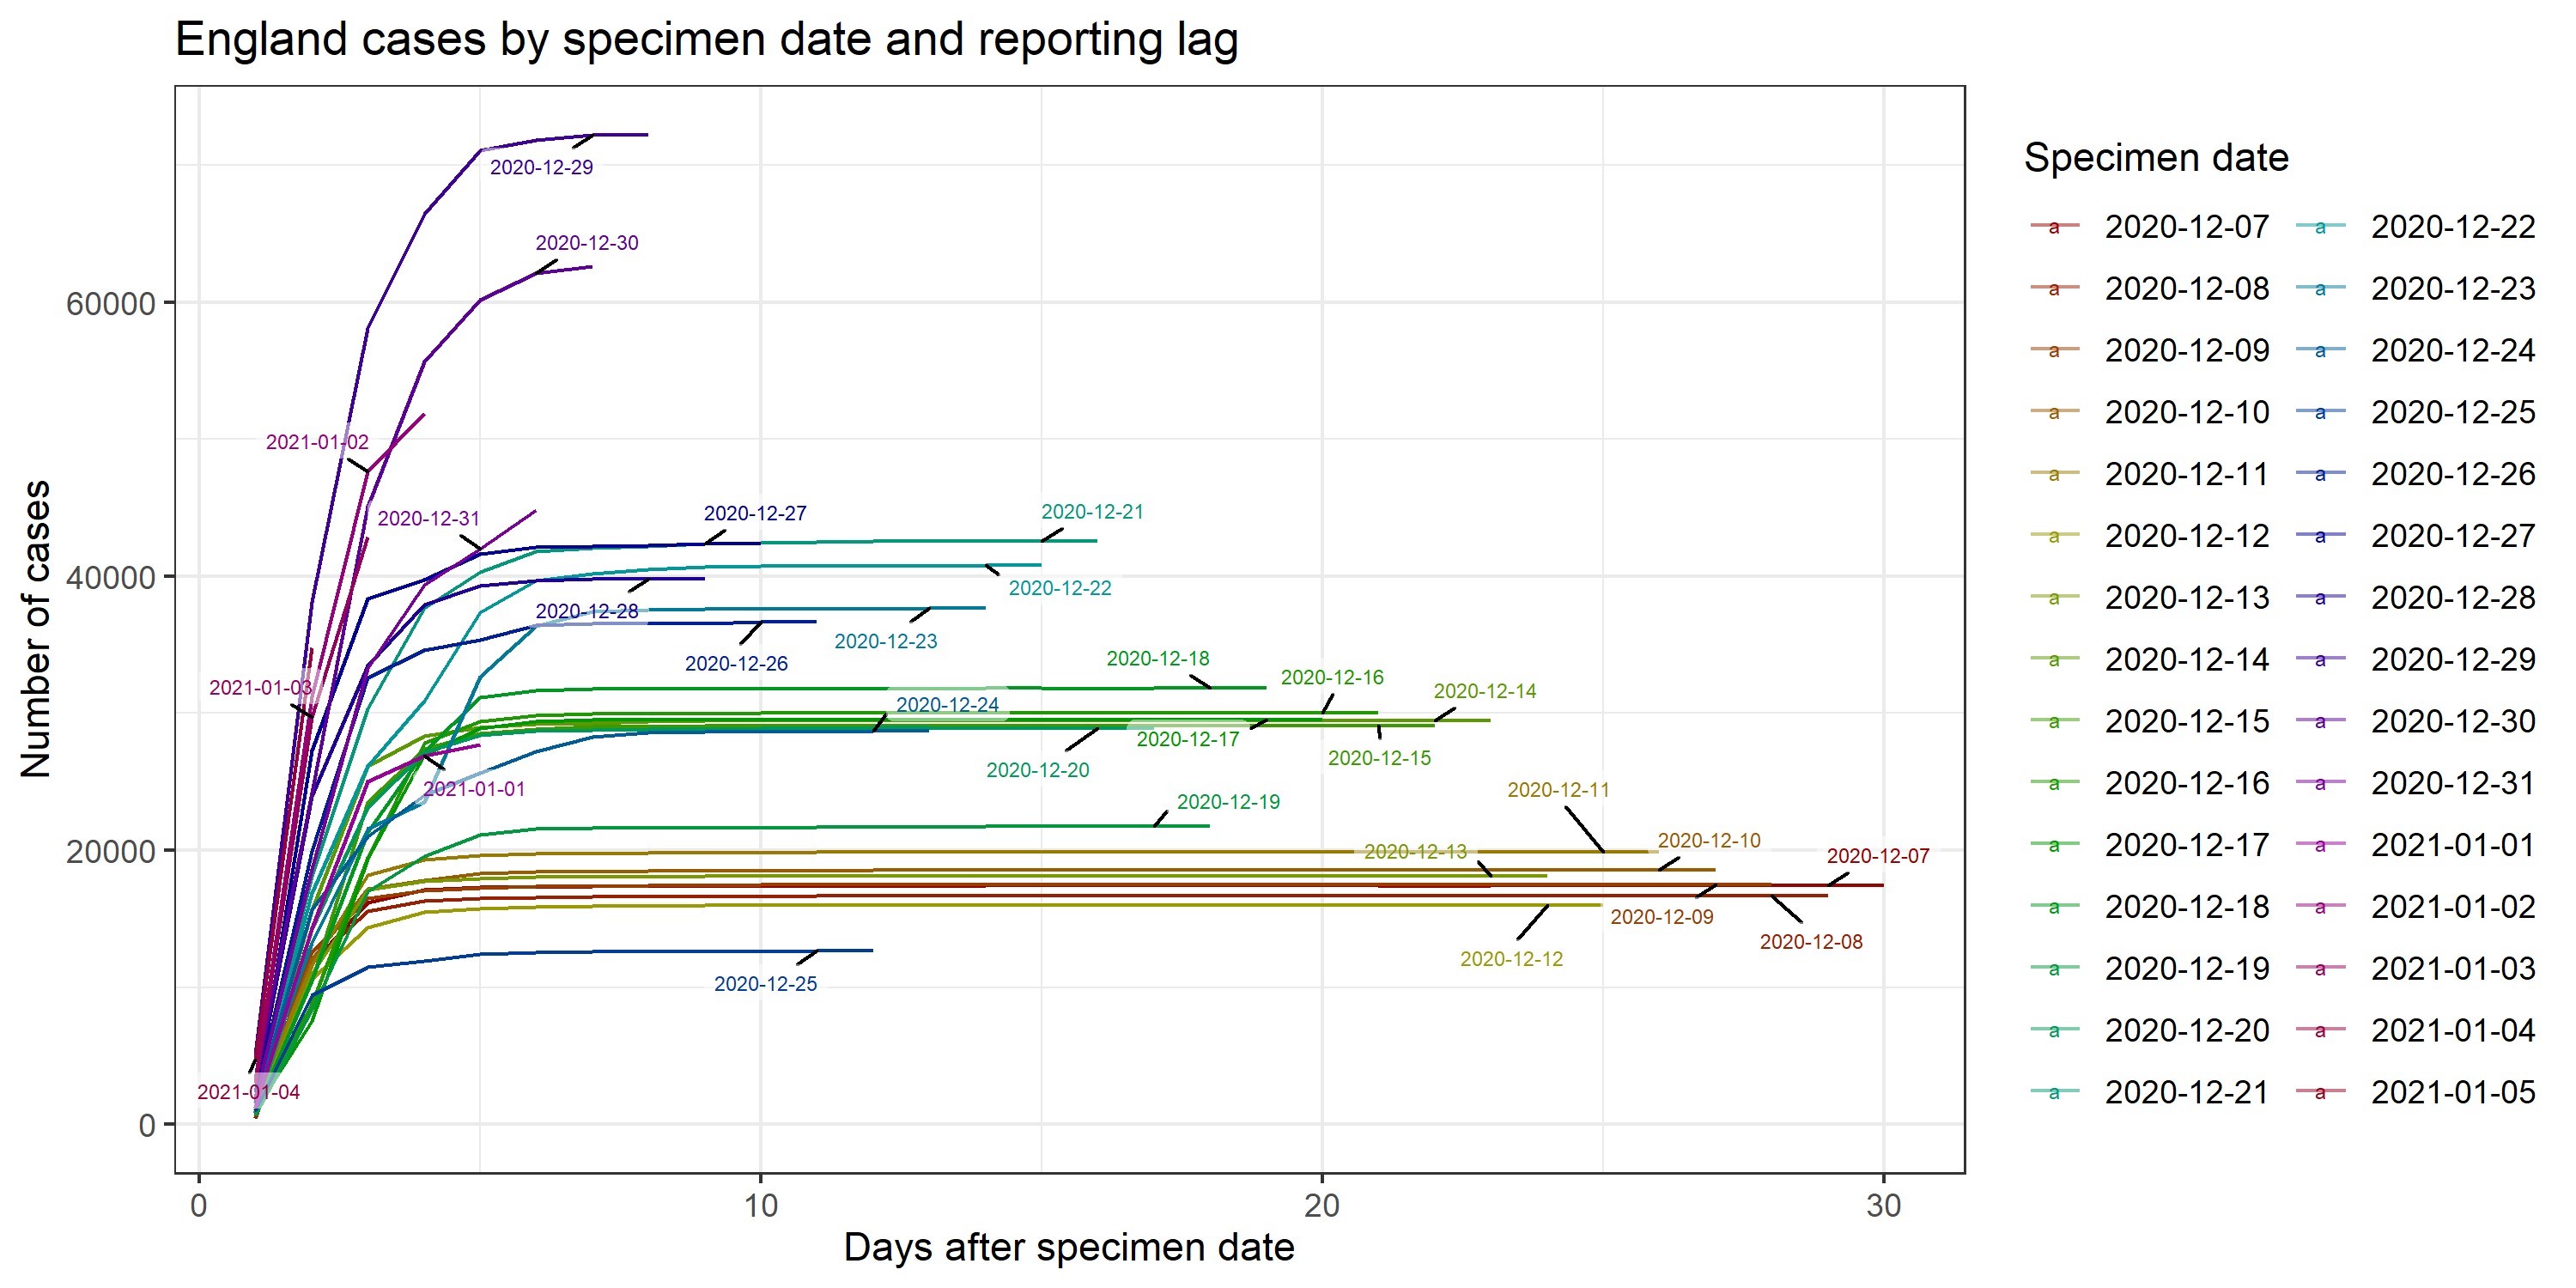 England cases by specimen date and reporting lag
Number of cases
60000
40000
20000
0
0 10 20 30
Days after specimen date
2020-12-29
2020-12-30
2021-01-02
2020-12-31
2020-12-27
2020-12-21
2020-12-22
2020-12-28
2020-12-23
2020-12-26
2020-12-18
2020-12-16
2021-01-03
2020-12-14
2020-12-24
2020-12-17
2020-12-15
2020-12-20
2021-01-01
2020-12-11
2020-12-19
2020-12-10
2020-12-13
2020-12-07
2020-12-09
2020-12-08
2020-12-12
2020-12-25
2021-01-04
Specimen date
a 2020-12-07 a 2020-12-22
a 2020-12-08 a 2020-12-23
a 2020-12-09 a 2020-12-24
a 2020-12-10 a 2020-12-25
a 2020-12-11 a 2020-12-26
a 2020-12-12 a 2020-12-27
a 2020-12-13 a 2020-12-28
a 2020-12-14 a 2020-12-29
a 2020-12-15 a 2020-12-30
a 2020-12-16 a 2020-12-31
a 2020-12-17 a 2021-01-01
a 2020-12-18 a 2021-01-02
a 2020-12-19 a 2021-01-03
a 2020-12-20 a 2021-01-04
a 2020-12-21 a 2021-01-05